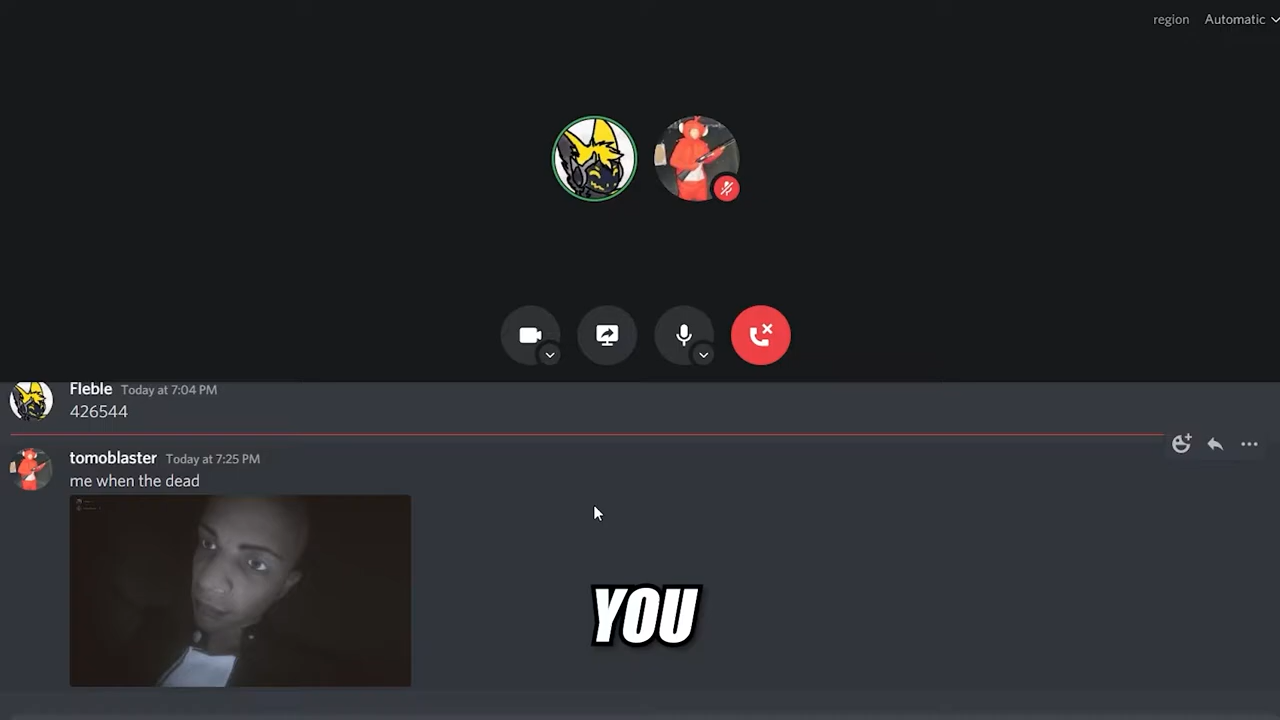 region Automatic
Fleble Today at 7:04 PM
426544
tomoblaster Today at 7:25 PM
me when the dead
YOU